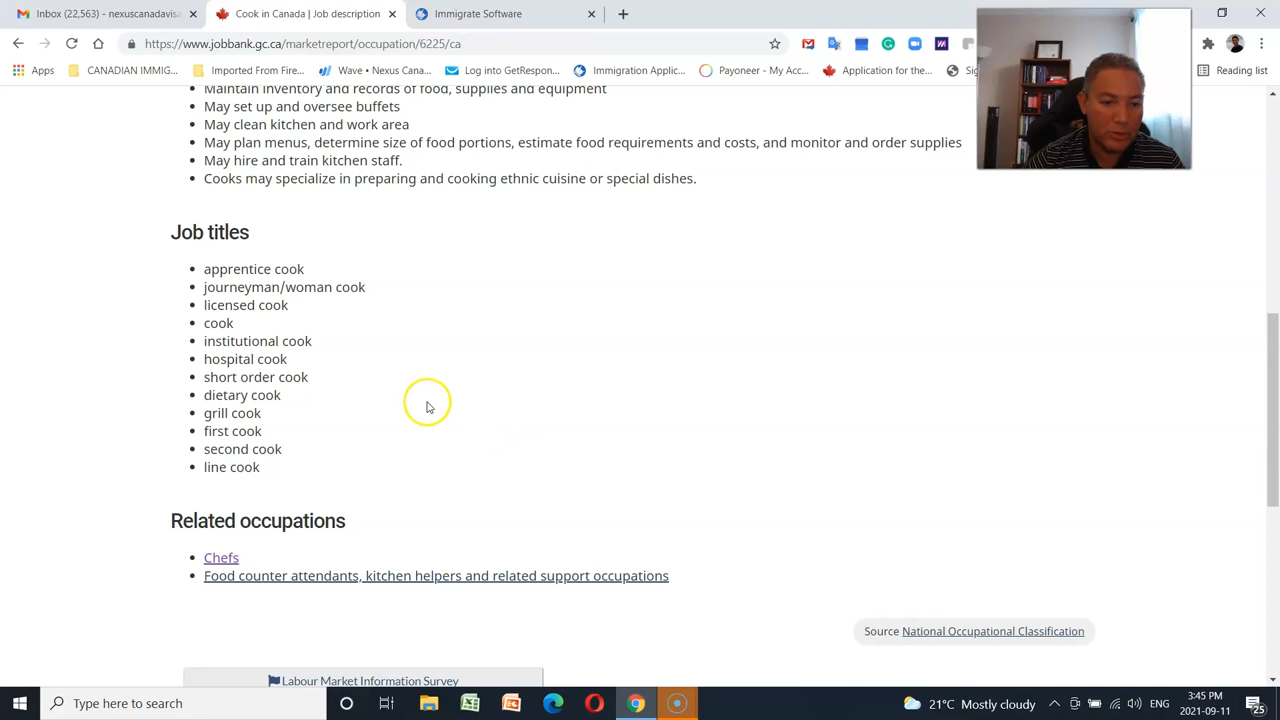 Inbox (22,563) - nexuscanadavisa
Cook in Canada | Job description
Immigrate Software
https://www.jobbank.gc.ca/marketreport/occupation/6225/ca
Apps
CANADIAN IMMIG...
Imported From Fire...
Wave • Nexus Cana...
Log into GetRespon...
Immigration Applic...
Payoneer - My Acc...
Application for the...
Reading list
Maintain inventory and records of food, supplies and equipment
May set up and oversee buffets
May clean kitchen and work area
May plan menus, determine size of food portions, estimate food requirements and costs, and monitor and order supplies
May hire and train kitchen staff.
Cooks may specialize in preparing and cooking ethnic cuisine or special dishes.
Job titles
apprentice cook
journeyman/woman cook
licensed cook
cook
institutional cook
hospital cook
short order cook
dietary cook
grill cook
first cook
second cook
line cook
Related occupations
Chefs
Food counter attendants, kitchen helpers and related support occupations
Source National Occupational Classification
Labour Market Information Survey
Type here to search
21°C Mostly cloudy
ENG
3:45 PM
2021-09-11
25